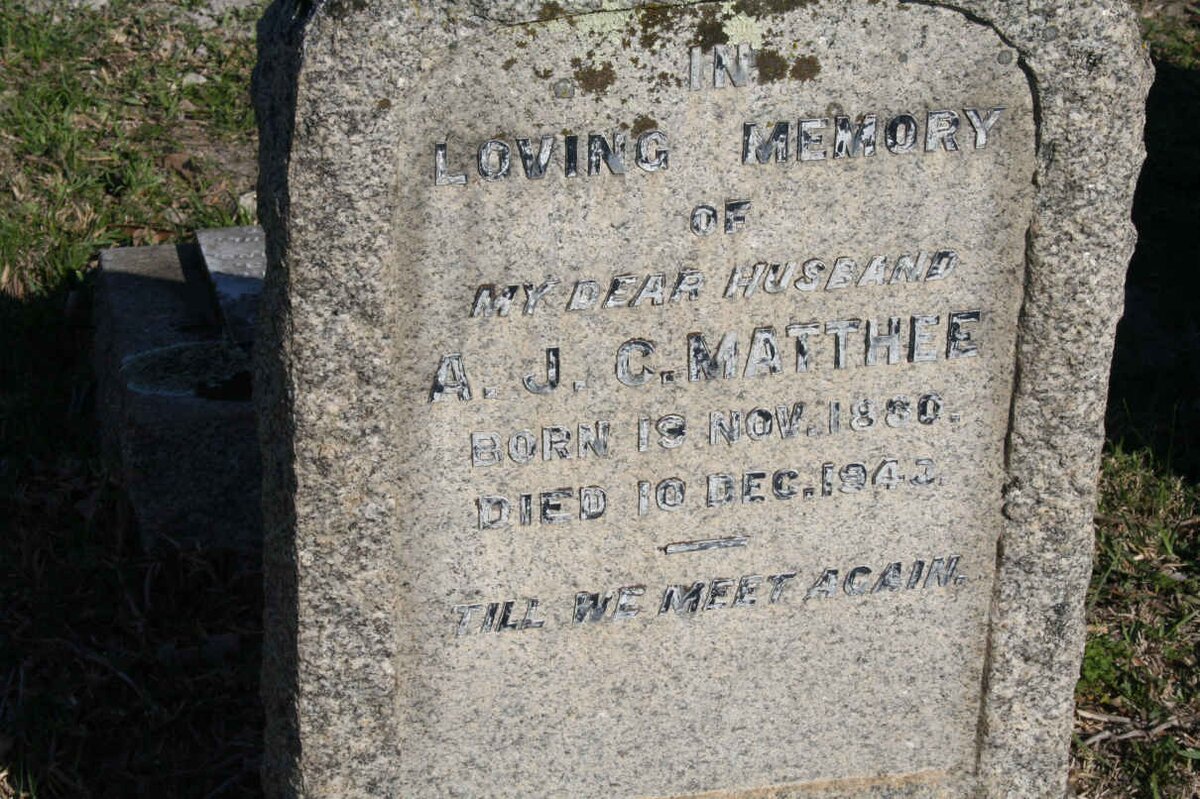 IN
LOVING MEMORY
OF
MY DEAR HUSBAND
A. J. C. MATTHEE
BORN 19 NOV. 1880.
DIED 10 DEC.
TILL WE MEET AGAIN.